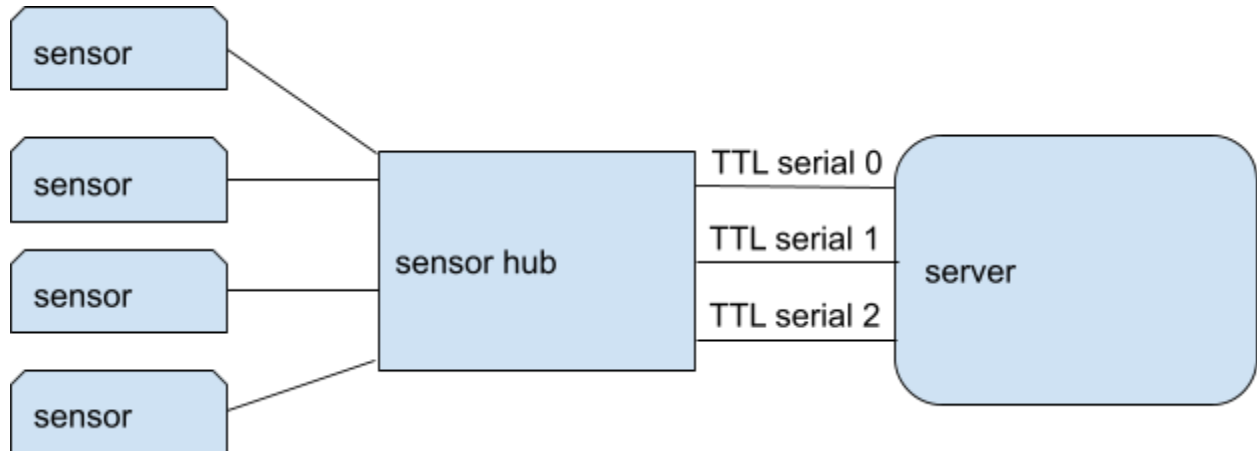 sensor
sensor
sensor
sensor
sensor hub
TTL serial 0
TTL serial 1
TTL serial 2
server